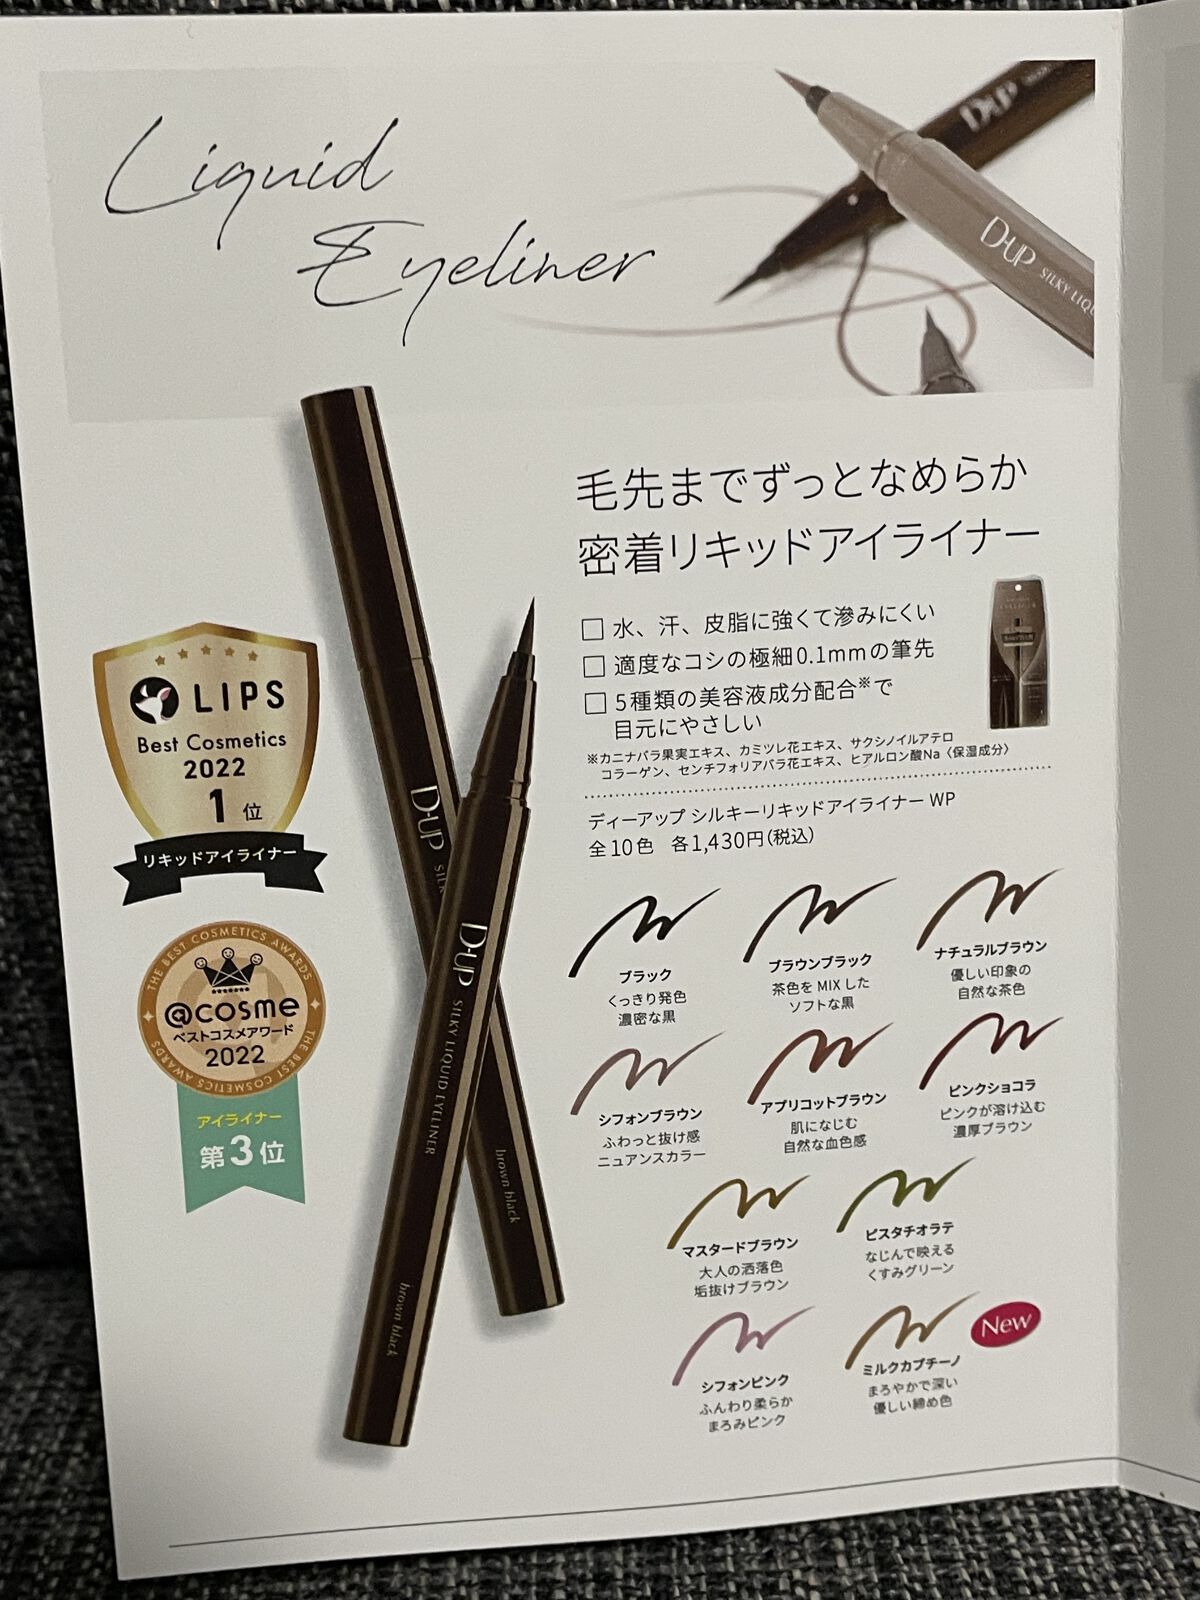 Liquid
Eyeliner
D-UP
D-UP SILKY LIQU
毛先までずっとなめらか
密着リキッドアイライナー
□ 水、汗、皮脂に強くて滲みにくい
□ 適度なコシの極細0.1mmの筆先
□ 5種類の美容液成分配合※で
目元にやさしい
※カニナバラ果実エキス、カミツレ花エキス、サクシノイルアテロ
コラーゲン、センチフォリアバラ花エキス、ヒアルロン酸Na〈保湿成分〉
ディーアップ シルキーリキッドアイライナー WP
全10色 各1,430円(税込)
LIPS
Best Cosmetics
2022
1位
リキッドアイライナー
THE BEST COSMETICS AWARDS
@cosme
ベストコスメアワード
2022
THE BEST COSMETICS AWARDS
アイライナー
第3位
D-UP SILK
brown black
D-UP SILKY LIQUID EYELINER
brown black
ブラック
くっきり発色
濃密な黒
ブラウンブラック
茶色を MIX した
ソフトな黒
ナチュラルブラウン
優しい印象の
自然な茶色
シフォンブラウン
ふわっと抜け感
ニュアンスカラー
アプリコットブラウン
肌になじむ
自然な血色感
ピンクショコラ
ピンクが溶け込む
濃厚ブラウン
マスタードブラウン
大人の洒落色
垢抜けブラウン
ピスタチオラテ
なじんで映える
くすみグリーン
シフォンピンク
ふんわり柔らか
まろみピンク
ミルクカプチーノ
まろやかで深い
優しい締め色
New